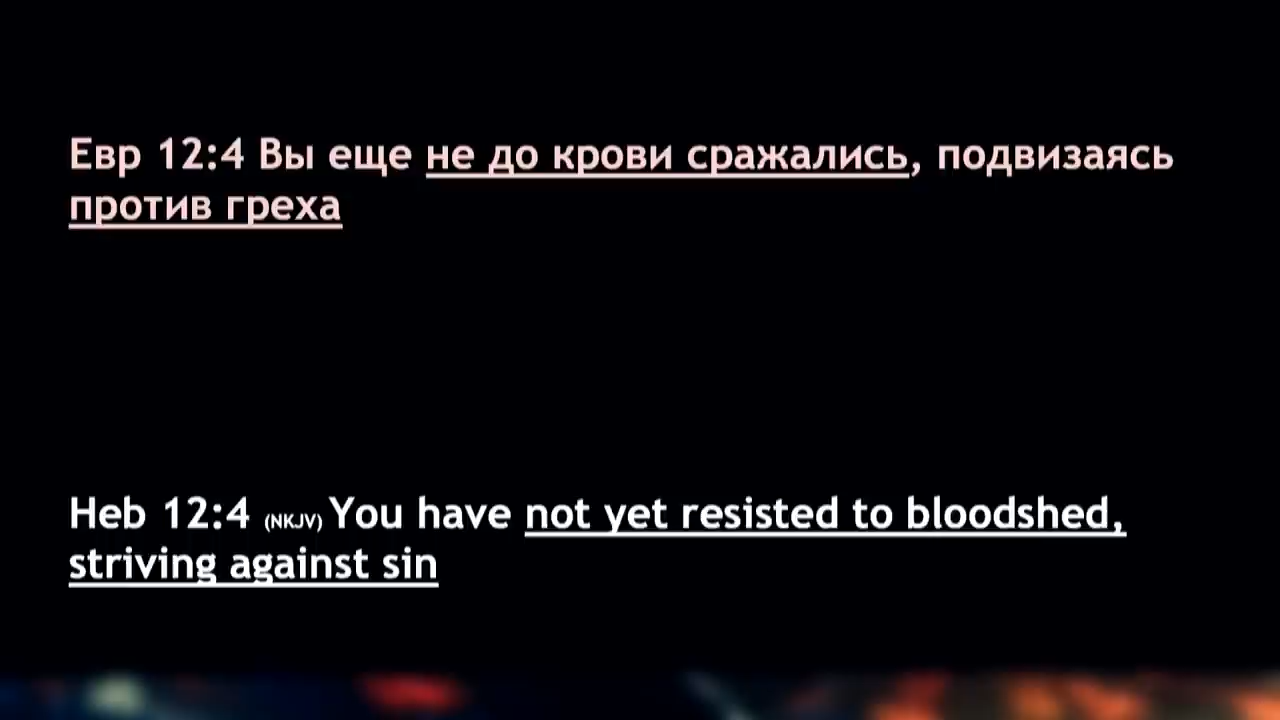 Евр 12:4 Вы еще не до крови сражались, подвизаясь
против греха
Heb 12:4 (NKJV) You have not yet resisted to bloodshed,
striving against sin